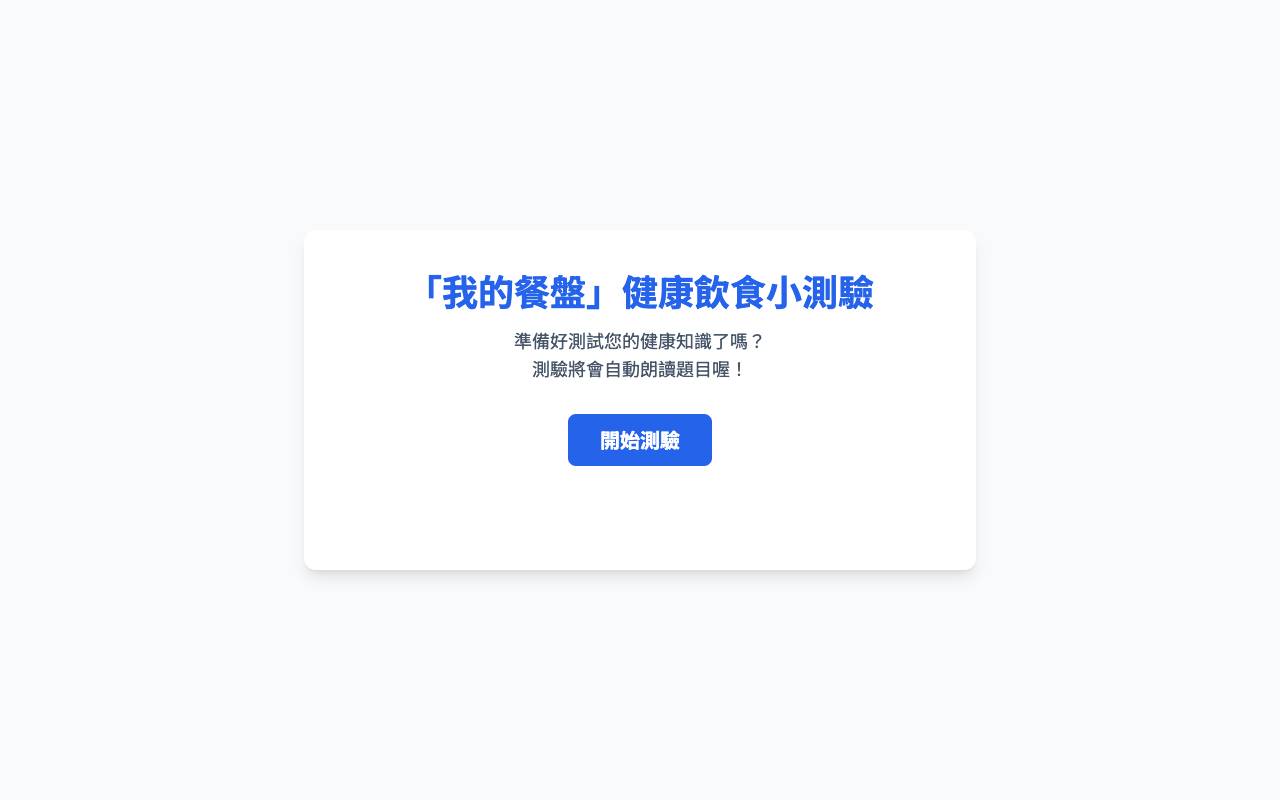 「我的餐盤」健康飲食小測驗
準備好測試您的健康知識了嗎？
測驗將會自動朗讀題目喔！
開始測驗